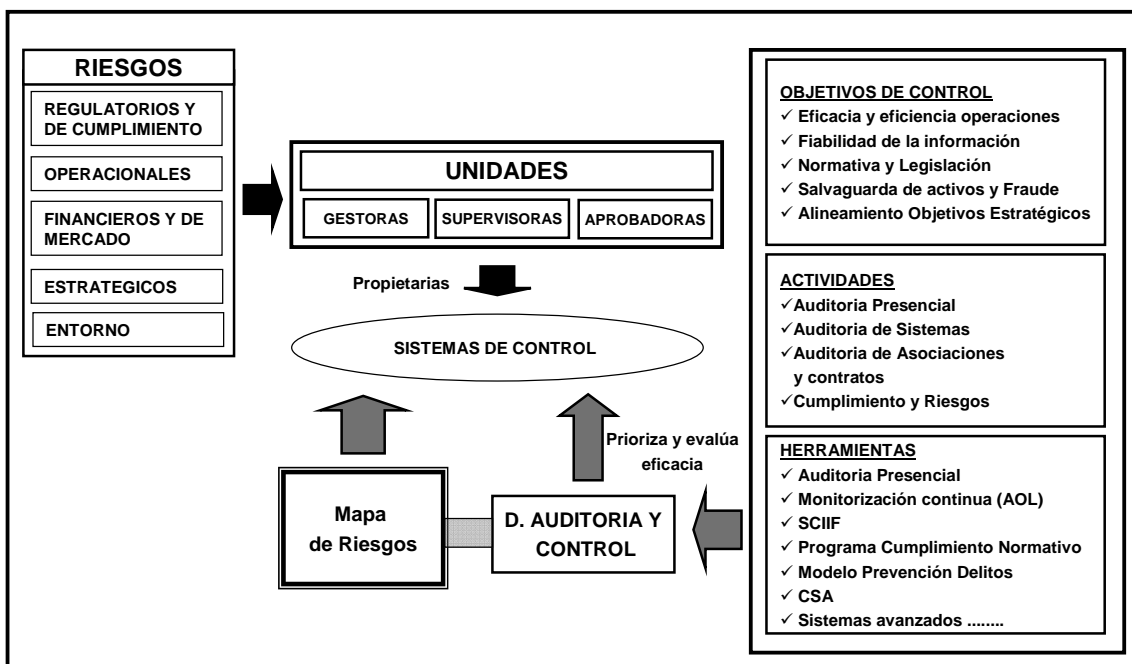 RIESGOS
REGULATORIOS Y
DE CUMPLIMIENTO
OPERACIONALES
FINANCIEROS Y DE
MERCADO
ESTRATEGICOS
ENTORNO
UNIDADES
GESTORAS
SUPERVISORAS
APROBADORAS
Propietarias
SISTEMAS DE CONTROL
Prioriza y evalúa
eficacia
Mapa
de Riesgos
D. AUDITORIA Y
CONTROL
OBJETIVOS DE CONTROL
✓ Eficacia y eficiencia operaciones
✓ Fiabilidad de la información
✓ Normativa y Legislación
✓ Salvaguarda de activos y Fraude
✓ Alineamiento Objetivos Estratégicos
ACTIVIDADES
✓Auditoria Presencial
✓Auditoria de Sistemas
✓Auditoria de Asociaciones
y contratos
✓Cumplimiento y Riesgos
HERRAMIENTAS
✓ Auditoria Presencial
✓ Monitorización continua (AOL)
✓ SCIIF
✓ Programa Cumplimiento Normativo
✓ Modelo Prevención Delitos
✓ CSA
✓ Sistemas avanzados ........